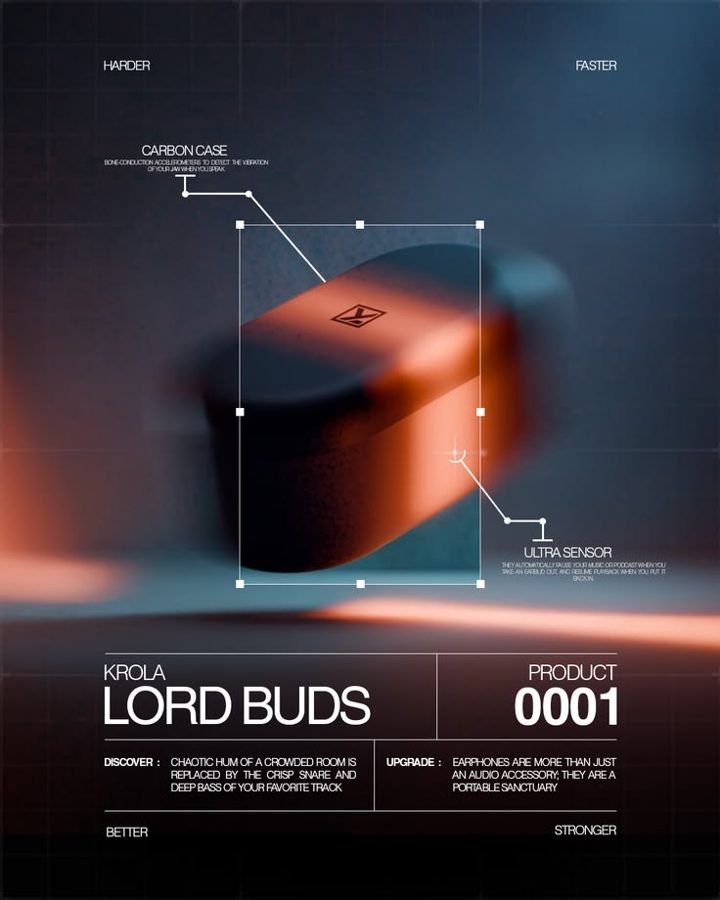 HARDER
FASTER
CARBON CASE
BONE-CONDUCTION ACCELEROMETERS TO DETECT THE VIBRATION
OF YOUR JAW WHEN YOU SPEAK
ULTRA SENSOR
THEY AUTOMATICALLY PAUSE YOUR MUSIC OR PODCAST WHEN YOU
TAKE AN EARBUD OUT, AND RESUME PLAYBACK WHEN YOU PUT IT
BACK IN.
KROLA
LORD BUDS
PRODUCT
0001
DISCOVER : CHAOTIC HUM OF A CROWDED ROOM IS
REPLACED BY THE CRISP SNARE AND
DEEP BASS OF YOUR FAVORITE TRACK
UPGRADE : EARPHONES ARE MORE THAN JUST
AN AUDIO ACCESSORY; THEY ARE A
PORTABLE SANCTUARY
BETTER
STRONGER